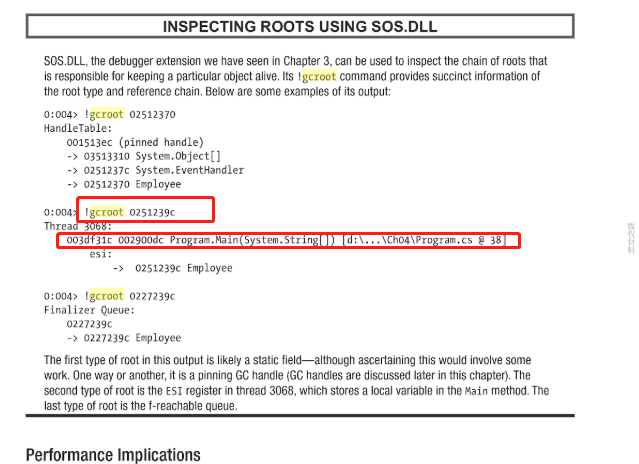 INSPECTING ROOTS USING SOS.DLL
SOS.DLL, the debugger extension we have seen in Chapter 3, can be used to inspect the chain of roots that
is responsible for keeping a particular object alive. Its !gcroot command provides succinct information of
the root type and reference chain. Below are some examples of its output:
0:004> !gcroot 02512370
HandleTable:
001513ec (pinned handle)
-> 03513310 System.Object[]
-> 0251237c System.EventHandler
-> 02512370 Employee
0:004> !gcroot 0251239c
Thread 3068:
003df31c 002900dc Program.Main(System.String[]) [d:\...\Ch04\Program.cs @ 38]
esi:
-> 0251239c Employee
0:004> !gcroot 0227239c
Finalizer Queue:
0227239c
-> 0227239c Employee
The first type of root in this output is likely a static field—although ascertaining this would involve some
work. One way or another, it is a pinning GC handle (GC handles are discussed later in this chapter). The
second type of root is the ESI register in thread 3068, which stores a local variable in the Main method. The
last type of root is the f-reachable queue.
Performance Implications
版权材料